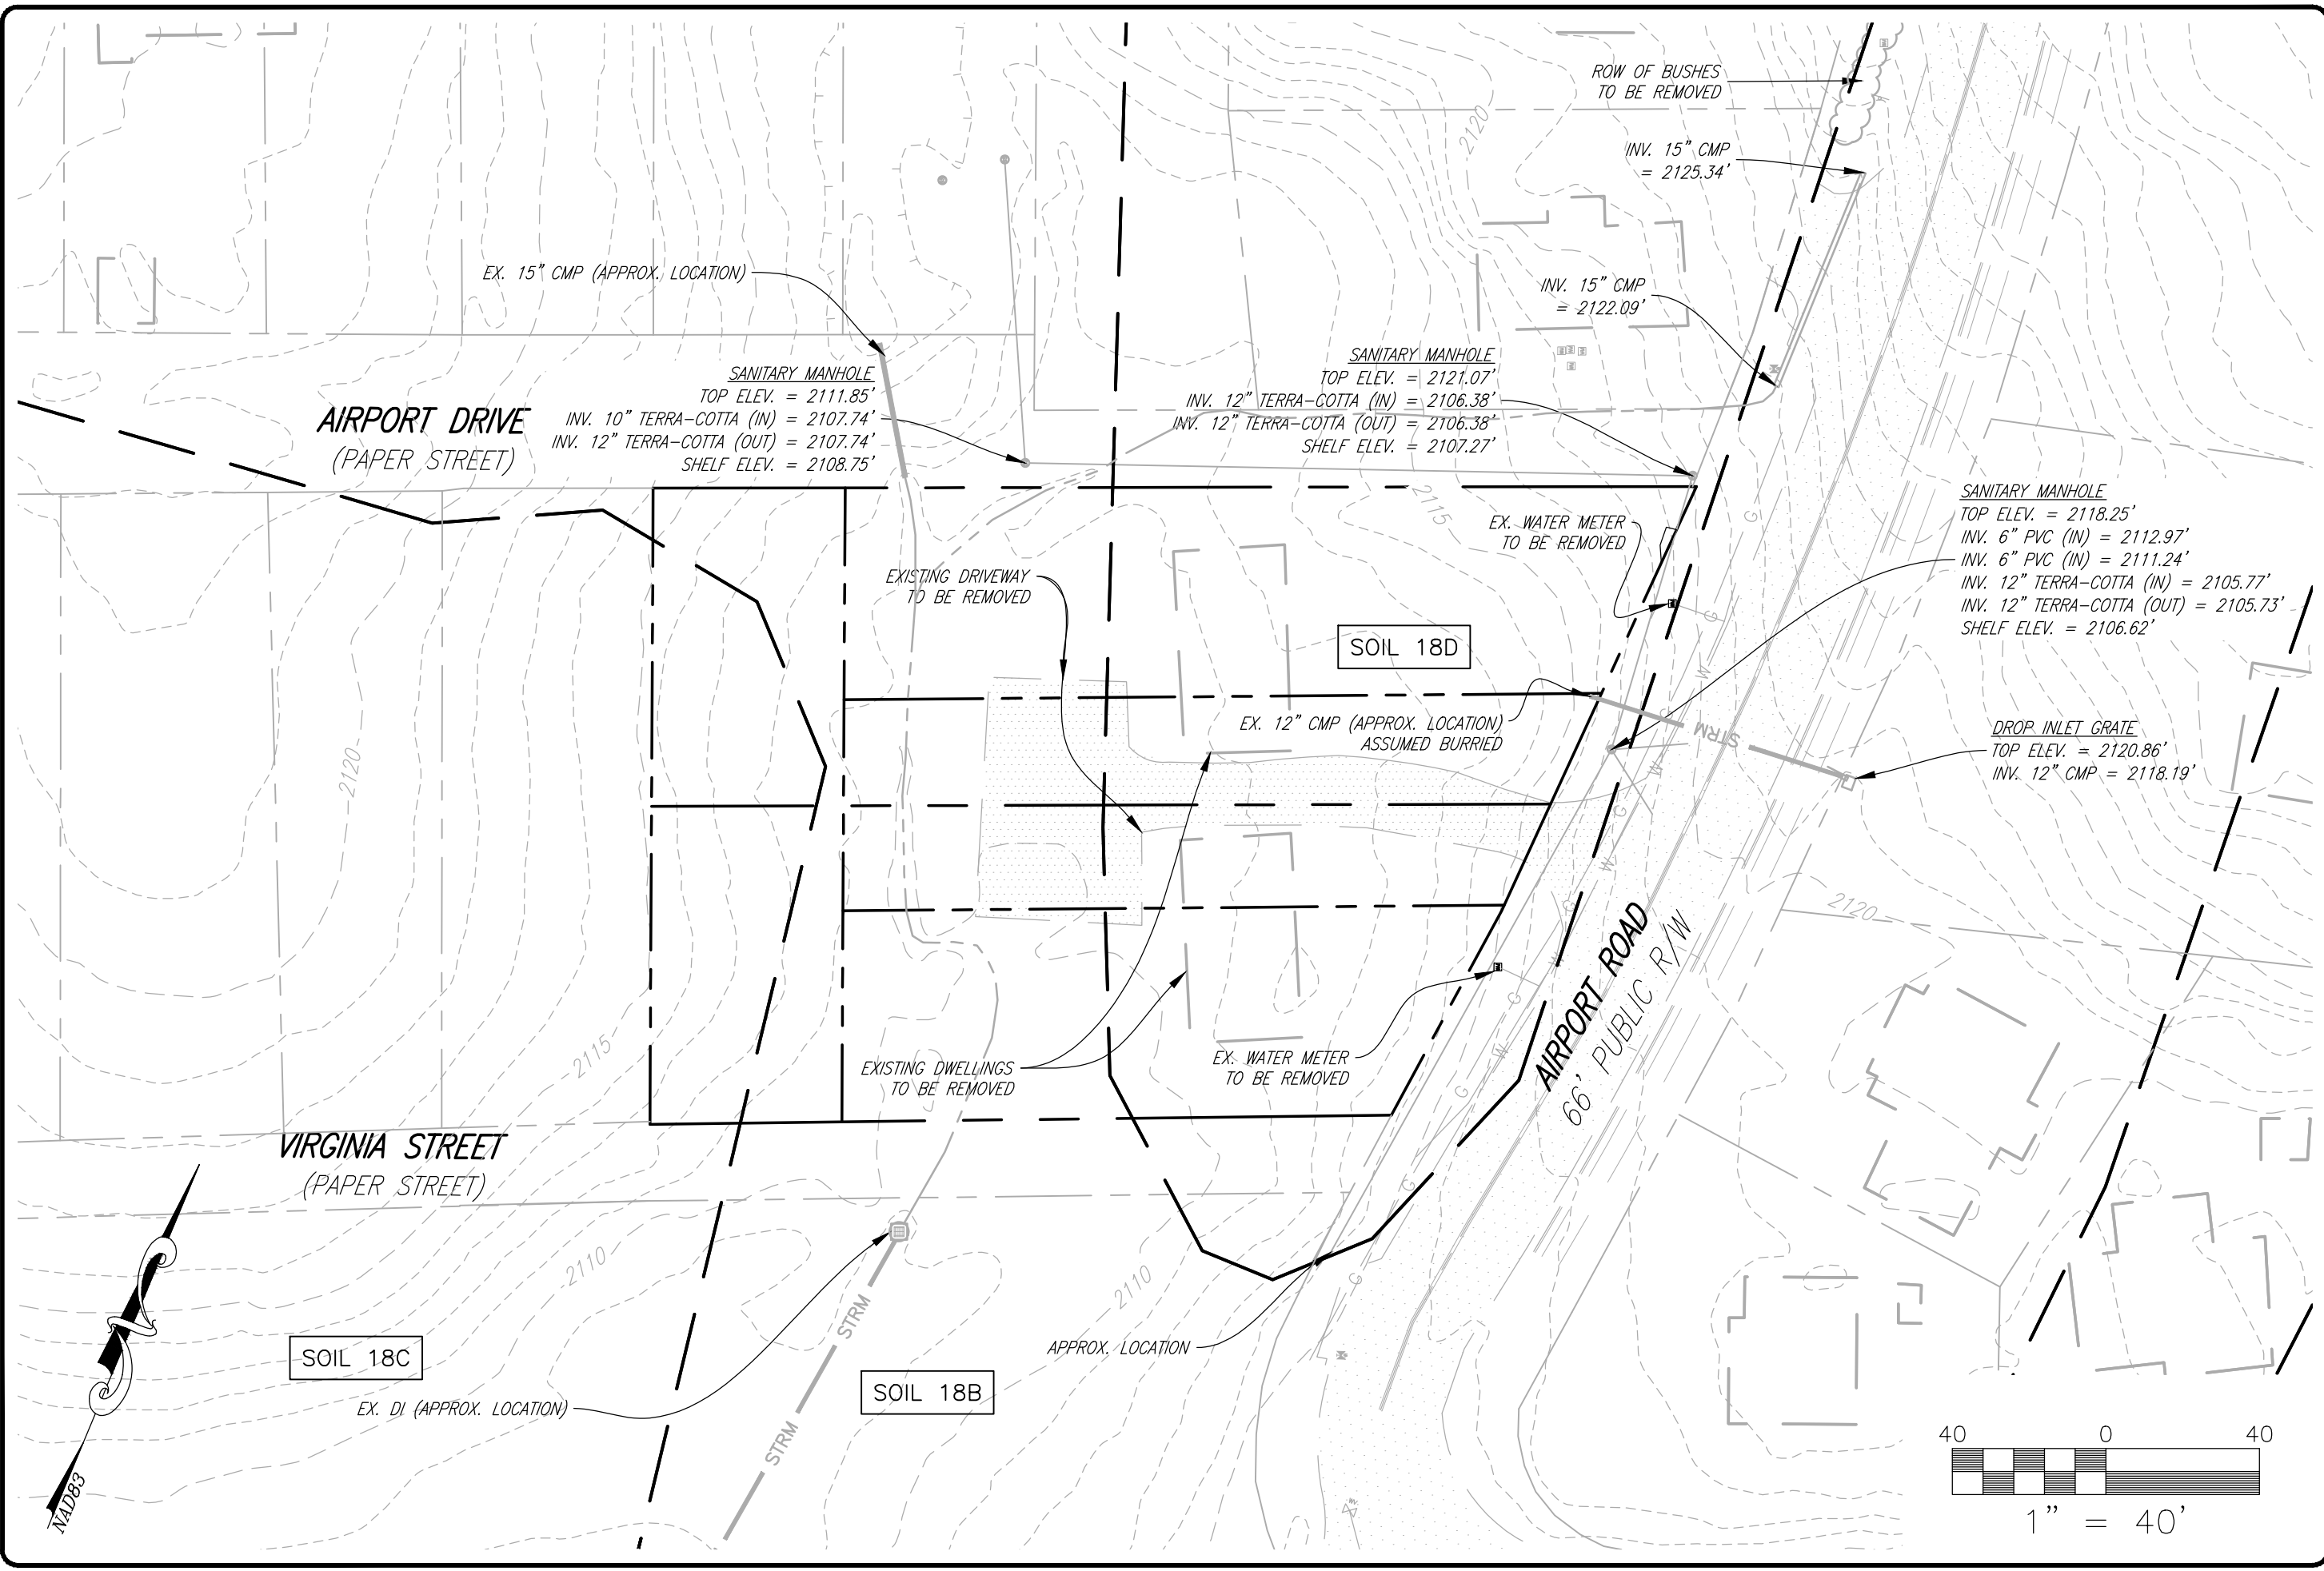 ROW OF BUSHES
TO BE REMOVED
2120
INV. 15" CMP
= 2125.34'
EX. 15" CMP (APPROX. LOCATION)
INV. 15" CMP
= 2122.09'
SANITARY MANHOLE
TOP ELEV. = 2111.85'
INV. 10" TERRA-COTTA (IN) = 2107.74'
INV. 12" TERRA-COTTA (OUT) = 2107.74'
SHELF ELEV. = 2108.75'
SANITARY MANHOLE
TOP ELEV. = 2121.07'
INV. 12" TERRA-COTTA (IN) = 2106.38'
INV. 12" TERRA-COTTA (OUT) = 2106.38'
SHELF ELEV. = 2107.27'
AIRPORT DRIVE
(PAPER STREET)
2115
EX. WATER METER
TO BE REMOVED
SANITARY MANHOLE
TOP ELEV. = 2118.25'
INV. 6" PVC (IN) = 2112.97'
INV. 6" PVC (IN) = 2111.24'
INV. 12" TERRA-COTTA (IN) = 2105.77'
INV. 12" TERRA-COTTA (OUT) = 2105.73'
SHELF ELEV. = 2106.62'
G
EXISTING DRIVEWAY
TO BE REMOVED
G
SOIL 18D
W
G
EX. 12" CMP (APPROX. LOCATION)
ASSUMED BURRIED
STRM
DROP INLET GRATE
TOP ELEV. = 2120.86'
INV. 12" CMP = 2118.19'
2120
W
W
G
W
G
W
2120
AIRPORT ROAD
66' PUBLIC R/W
G
W
G
EXISTING DWELLINGS
TO BE REMOVED
EX. WATER METER
TO BE REMOVED
2115
VIRGINIA STREET
(PAPER STREET)
G
G
2110
2110
STRM
APPROX. LOCATION
SOIL 18C
SOIL 18B
EX. DI (APPROX. LOCATION)
STRM
NAD83
40 0 40
1" = 40'